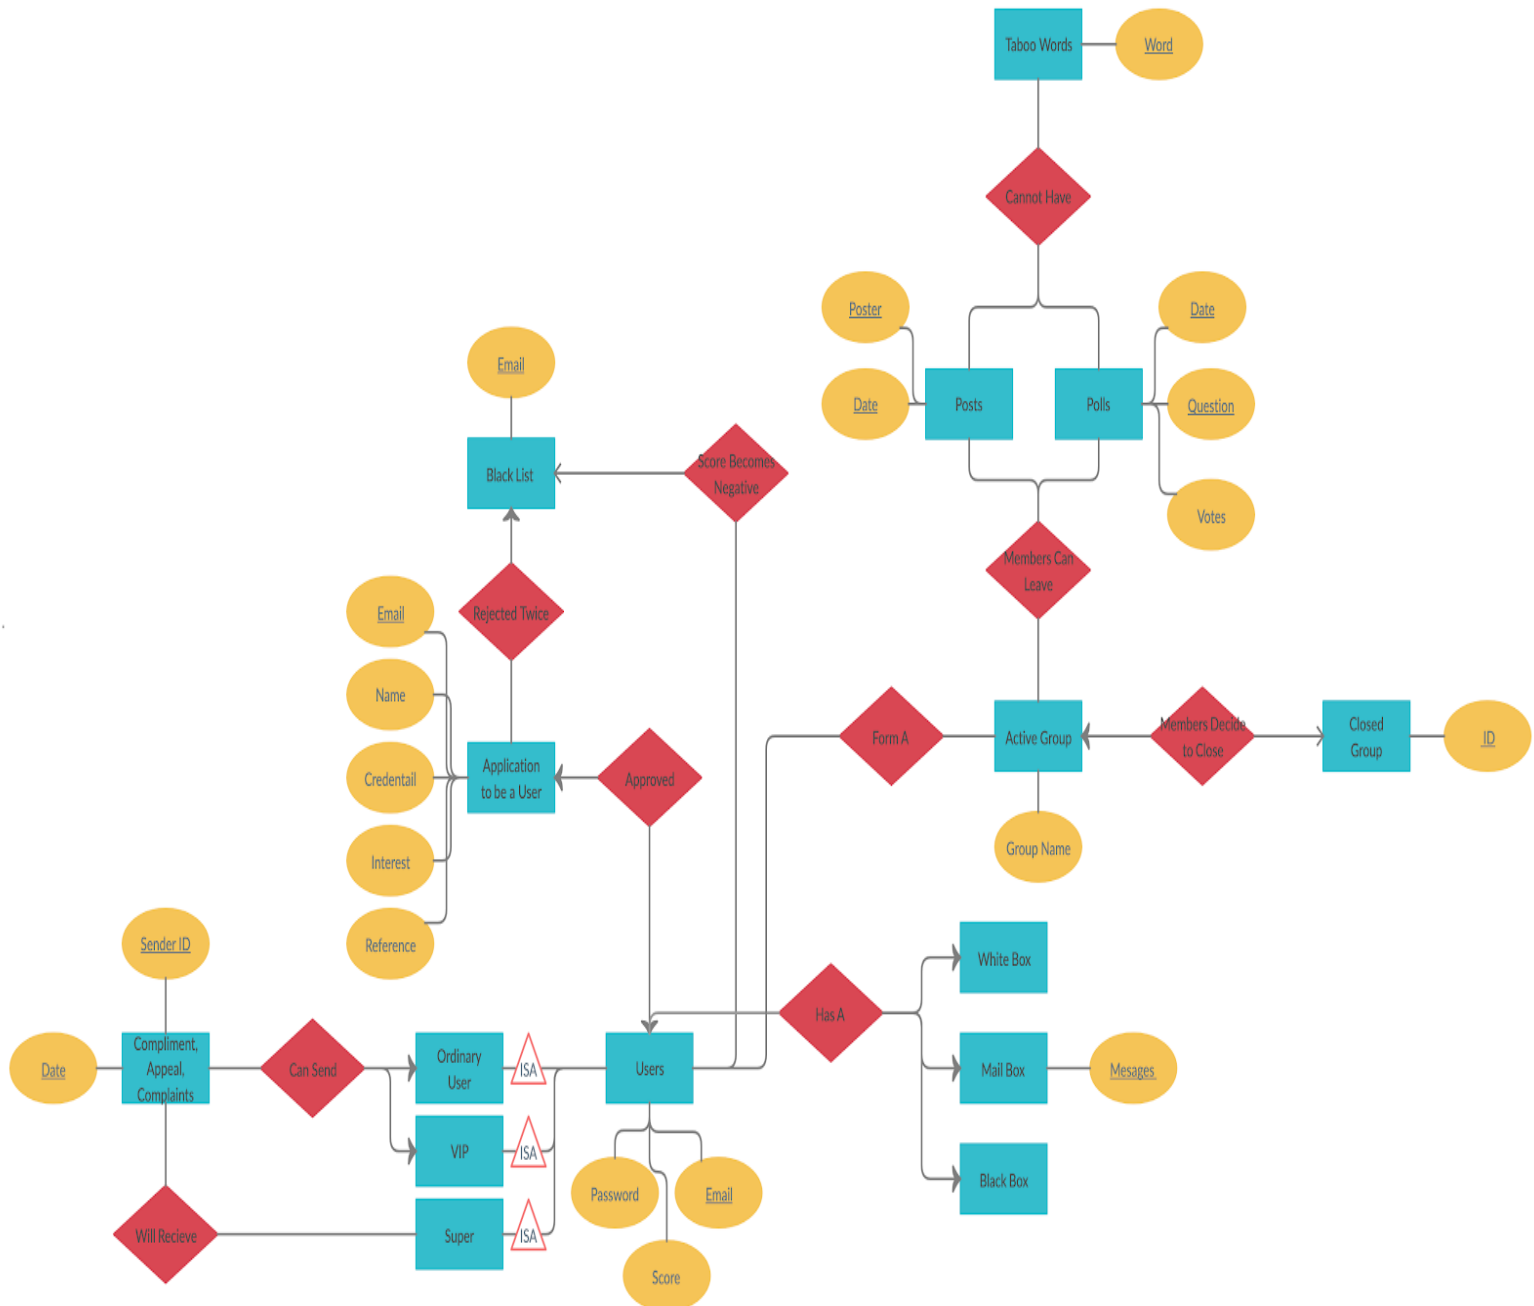 Taboo Words
Word
Cannot Have
Poster
Date
Date
Posts
Polls
Question
Votes
Email
Black List
Score Becomes
Negative
Members Can
Leave
Rejected Twice
Email
Name
Credentail
Interest
Reference
Application
to be a User
Approved
Form A
Active Group
Members Decide
to Close
Closed
Group
ID
Group Name
Sender ID
Date
Compliment,
Appeal,
Complaints
Can Send
Ordinary
User
ISA
Users
Has A
White Box
Mail Box
Mesages
Black Box
VIP
ISA
Password
Email
Score
Will Recieve
Super
ISA